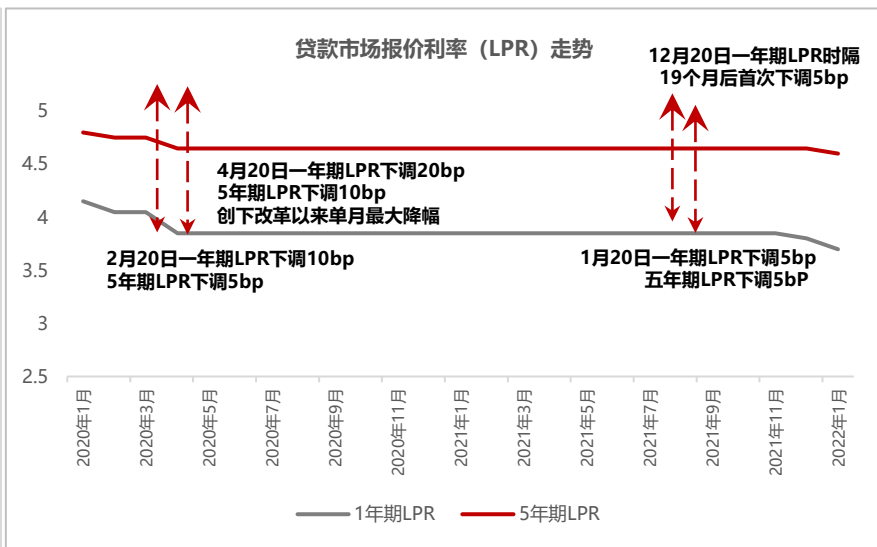 贷款市场报价利率（LPR）走势
12月20日一年期LPR时隔
19个月后首次下调5bp
5
4.5
4
3.5
3
2.5
4月20日一年期LPR下调20bp
5年期LPR下调10bp
创下改革以来单月最大降幅
2月20日一年期LPR下调10bp
5年期LPR下调5bp
1月20日一年期LPR下调5bp
五年期LPR下调5bP
2020年1月
2020年3月
2020年5月
2020年7月
2020年9月
2020年11月
2021年1月
2021年3月
2021年5月
2021年7月
2021年9月
2021年11月
2022年1月
1年期LPR
5年期LPR